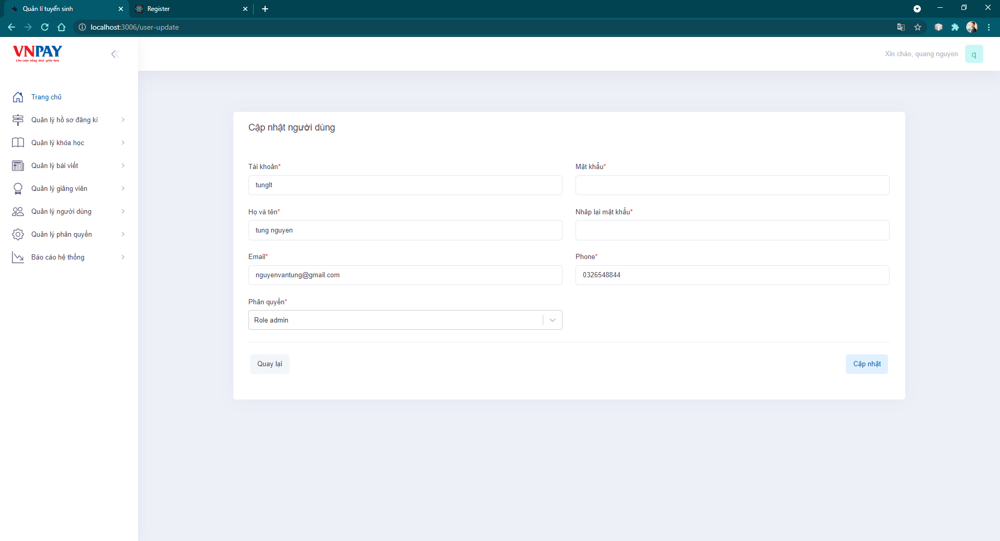 Quản lí tuyển sinh
Register
localhost:3006/user-update
VNPAY
Cho cuộc sống đơn giản hơn
Xin chào, quang nguyen
q
Trang chủ
Quản lý hồ sơ đăng kí
Quản lý khóa học
Quản lý bài viết
Quản lý giảng viên
Quản lý người dùng
Quản lý phân quyền
Báo cáo hệ thống
Cập nhật người dùng
Tài khoản*
Mật khẩu*
tunglt
Họ và tên*
Nhâp lại mật khẩu*
tung nguyen
Email*
Phone*
nguyenvantung@gmail.com
0326548844
Phân quyền*
Role admin
Quay lại
Cập nhật